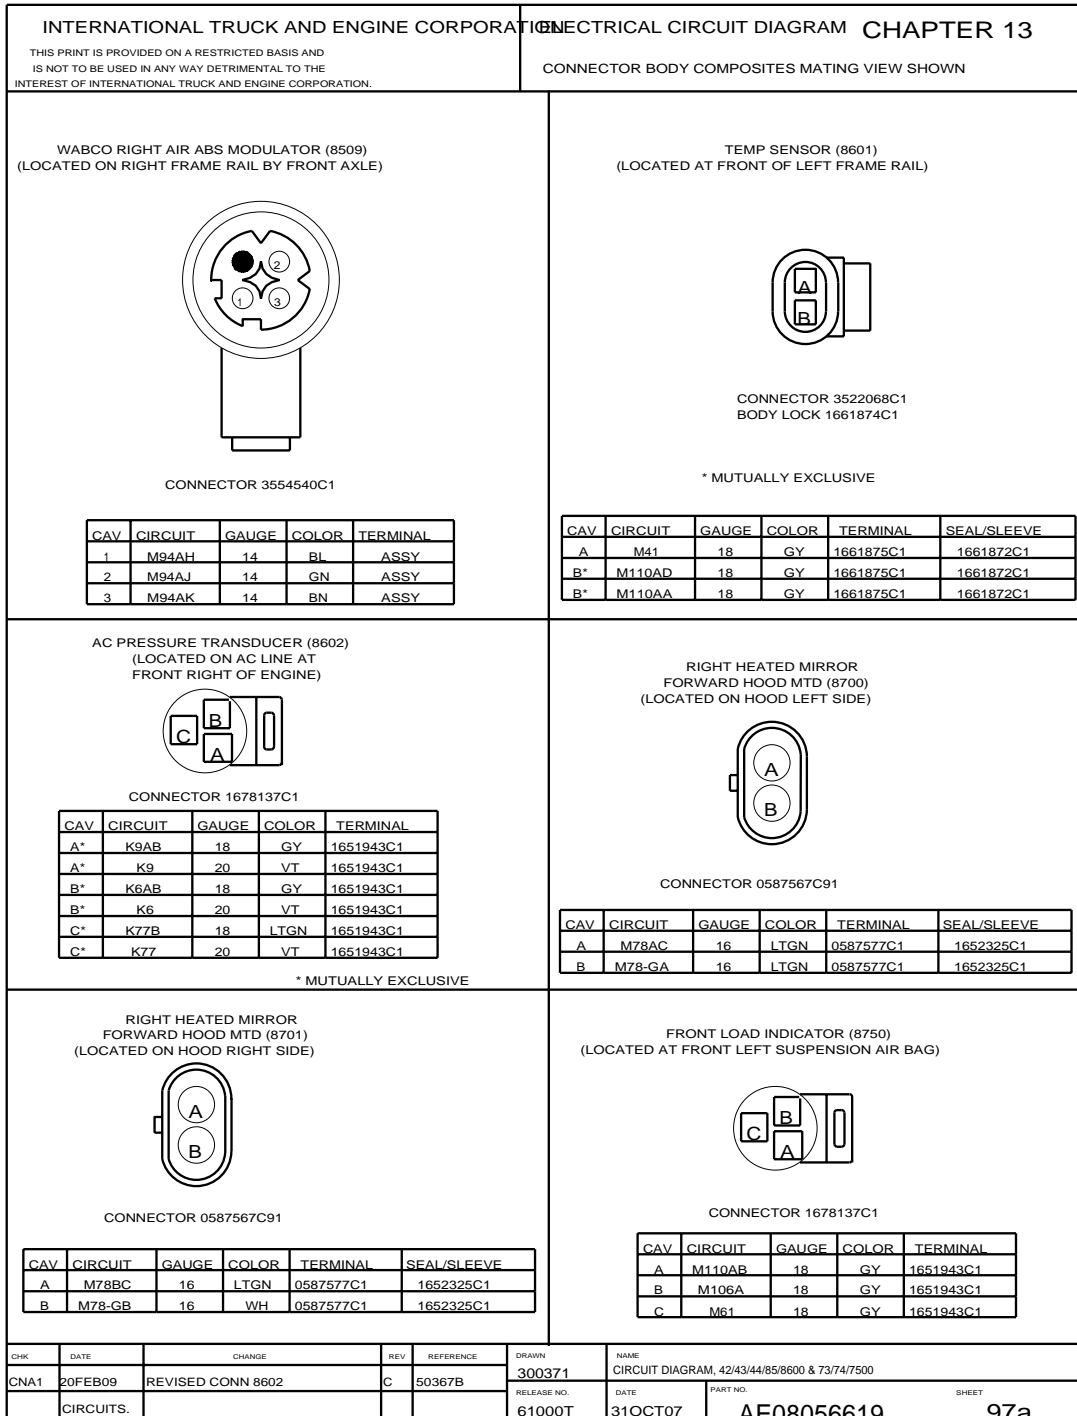 INTERNATIONAL TRUCK AND ENGINE CORPORATION
THIS PRINT IS PROVIDED ON A RESTRICTED BASIS AND
IS NOT TO BE USED IN ANY WAY DETRIMENTAL TO THE
INTEREST OF INTERNATIONAL TRUCK AND ENGINE CORPORATION.
ELECTRICAL CIRCUIT DIAGRAM CHAPTER 13
CONNECTOR BODY COMPOSITES MATING VIEW SHOWN
WABCO RIGHT AIR ABS MODULATOR (8509)
(LOCATED ON RIGHT FRAME RAIL BY FRONT AXLE)
2
1 3
CONNECTOR 3554540C1
CAV CIRCUIT GAUGE COLOR TERMINAL
1 M94AH 14 BL ASSY
2 M94AJ 14 GN ASSY
3 M94AK 14 BN ASSY
TEMP SENSOR (8601)
(LOCATED AT FRONT OF LEFT FRAME RAIL)
A
B
CONNECTOR 3522068C1
BODY LOCK 1661874C1
* MUTUALLY EXCLUSIVE
CAV CIRCUIT GAUGE COLOR TERMINAL SEAL/SLEEVE
A M41 18 GY 1661875C1 1661872C1
B* M110AD 18 GY 1661875C1 1661872C1
B* M110AA 18 GY 1661875C1 1661872C1
AC PRESSURE TRANSDUCER (8602)
(LOCATED ON AC LINE AT
FRONT RIGHT OF ENGINE)
B
C
A
CONNECTOR 1678137C1
CAV CIRCUIT GAUGE COLOR TERMINAL
A* K9AB 18 GY 1651943C1
A* K9 20 VT 1651943C1
B* K6AB 18 GY 1651943C1
B* K6 20 VT 1651943C1
C* K77B 18 LTGN 1651943C1
C* K77 20 VT 1651943C1
* MUTUALLY EXCLUSIVE
RIGHT HEATED MIRROR
FORWARD HOOD MTD (8700)
(LOCATED ON HOOD LEFT SIDE)
A
B
CONNECTOR 0587567C91
CAV CIRCUIT GAUGE COLOR TERMINAL SEAL/SLEEVE
A M78AC 16 LTGN 0587577C1 1652325C1
B M78-GA 16 LTGN 0587577C1 1652325C1
RIGHT HEATED MIRROR
FORWARD HOOD MTD (8701)
(LOCATED ON HOOD RIGHT SIDE)
A
B
CONNECTOR 0587567C91
CAV CIRCUIT GAUGE COLOR TERMINAL SEAL/SLEEVE
A M78BC 16 LTGN 0587577C1 1652325C1
B M78-GB 16 WH 0587577C1 1652325C1
FRONT LOAD INDICATOR (8750)
(LOCATED AT FRONT LEFT SUSPENSION AIR BAG)
B
C
A
CONNECTOR 1678137C1
CAV CIRCUIT GAUGE COLOR TERMINAL
A M110AB 18 GY 1651943C1
B M106A 18 GY 1651943C1
C M61 18 GY 1651943C1
CHK DATE CHANGE REV REFERENCE
CNA1 20FEB09 REVISED CONN 8602 C 50367B
CIRCUITS.
DRAWN
300371
NAME
CIRCUIT DIAGRAM, 42/43/44/85/8600 & 73/74/7500
RELEASE NO.
61000T
DATE
31OCT07
PART NO.
AE08056619
SHEET
97a